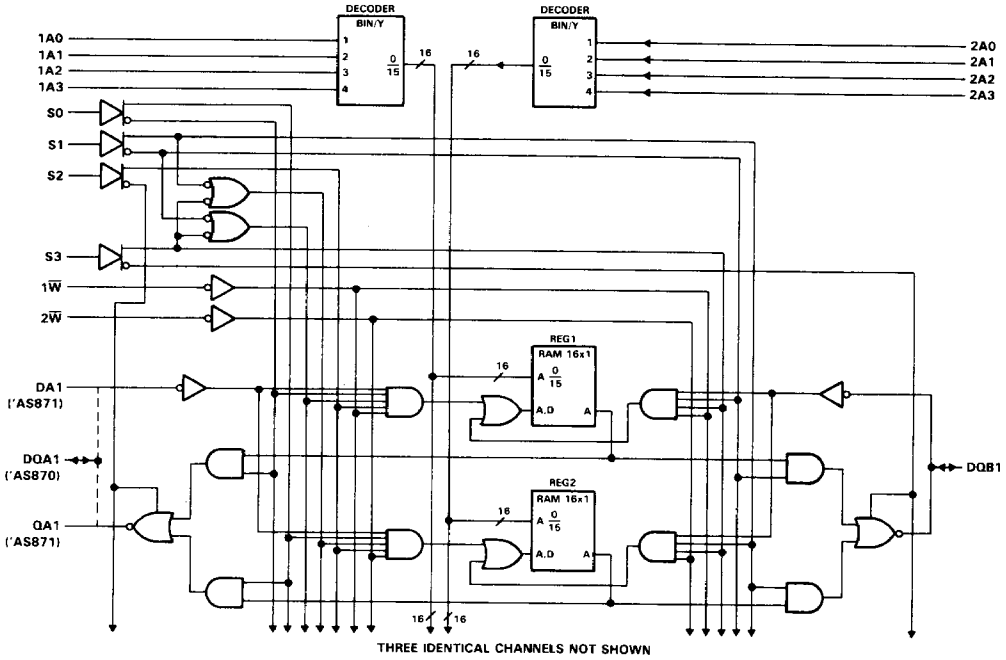 DECODER
BIN/Y
1
2
3
4
0
15
16
1A0
1A1
1A2
1A3
DECODER
BIN/Y
1
2
3
4
0
15
16
2A0
2A1
2A2
2A3
S0
S1
S2
S3
1W̅
2W̅
REG1
RAM 16x1
16
A 0
15
A,D A
DA1
('AS871)
DQA1
('AS870)
QA1
('AS871)
DQB1
REG2
RAM 16x1
16
A 0
15
A,D A
16 16
THREE IDENTICAL CHANNELS NOT SHOWN